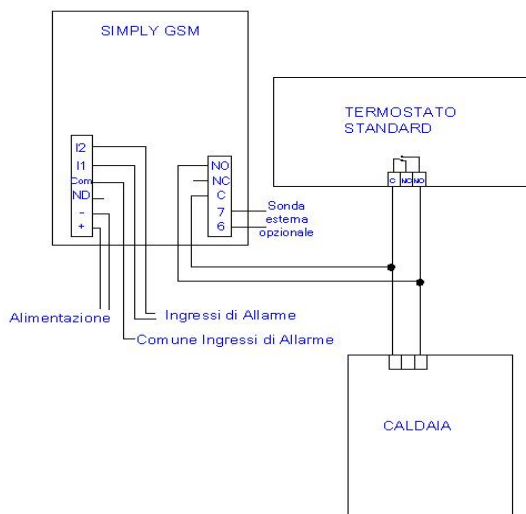 SIMPLY GSM
TERMOSTATO
STANDARD
C NC NO
I2
I1
Com
ND
-
+
NO
NC
C
7
6
Sonda
esterna
opzionale
Alimentazione
Ingressi di Allarme
Comune Ingressi di Allarme
CALDAIA